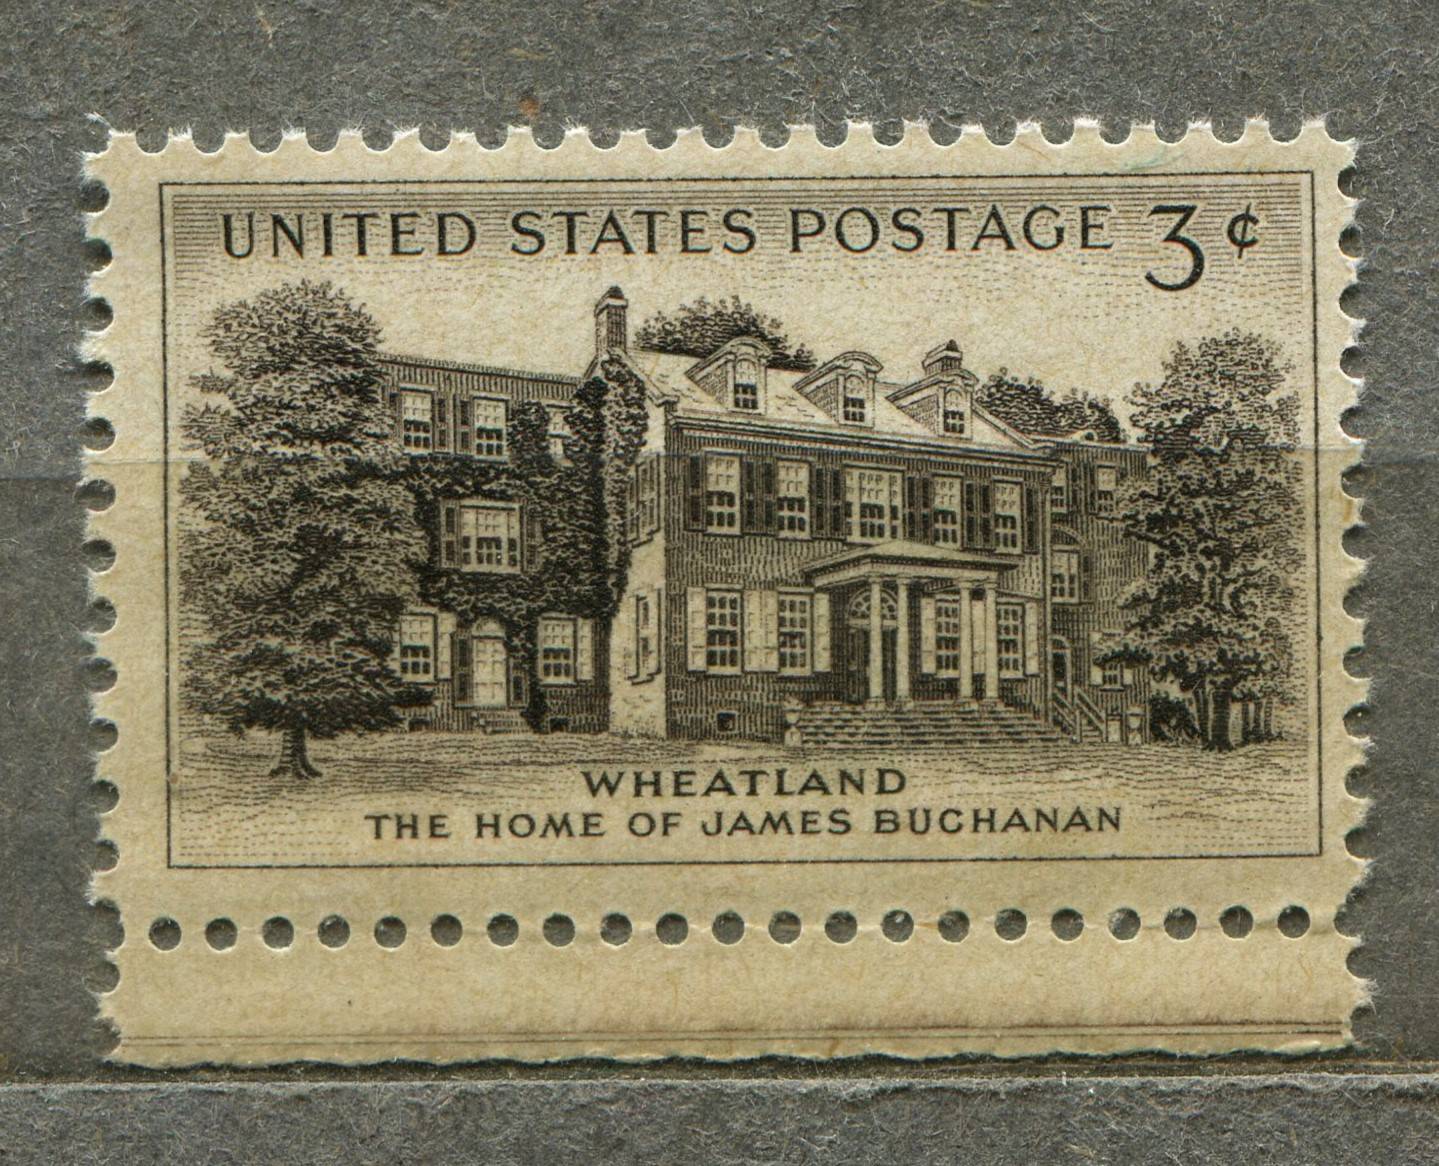 UNITED STATES POSTAGE 3¢
WHEATLAND
THE HOME OF JAMES BUCHANAN